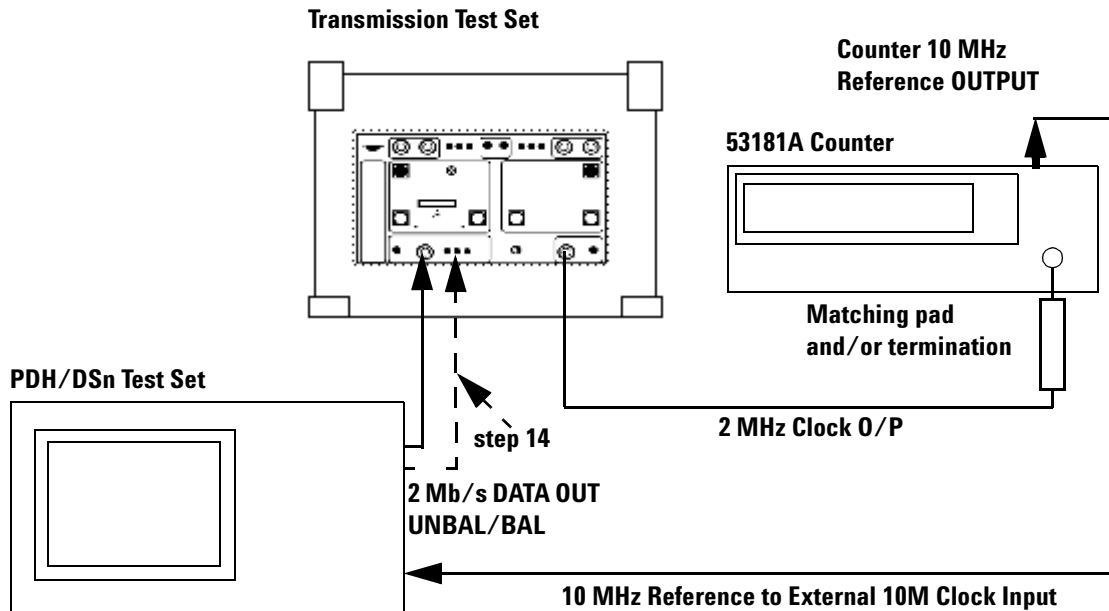 Transmission Test Set
Counter 10 MHz
Reference OUTPUT
53181A Counter
Matching pad
and/or termination
PDH/DSn Test Set
2 MHz Clock O/P
step 14
2 Mb/s DATA OUT
UNBAL/BAL
10 MHz Reference to External 10M Clock Input